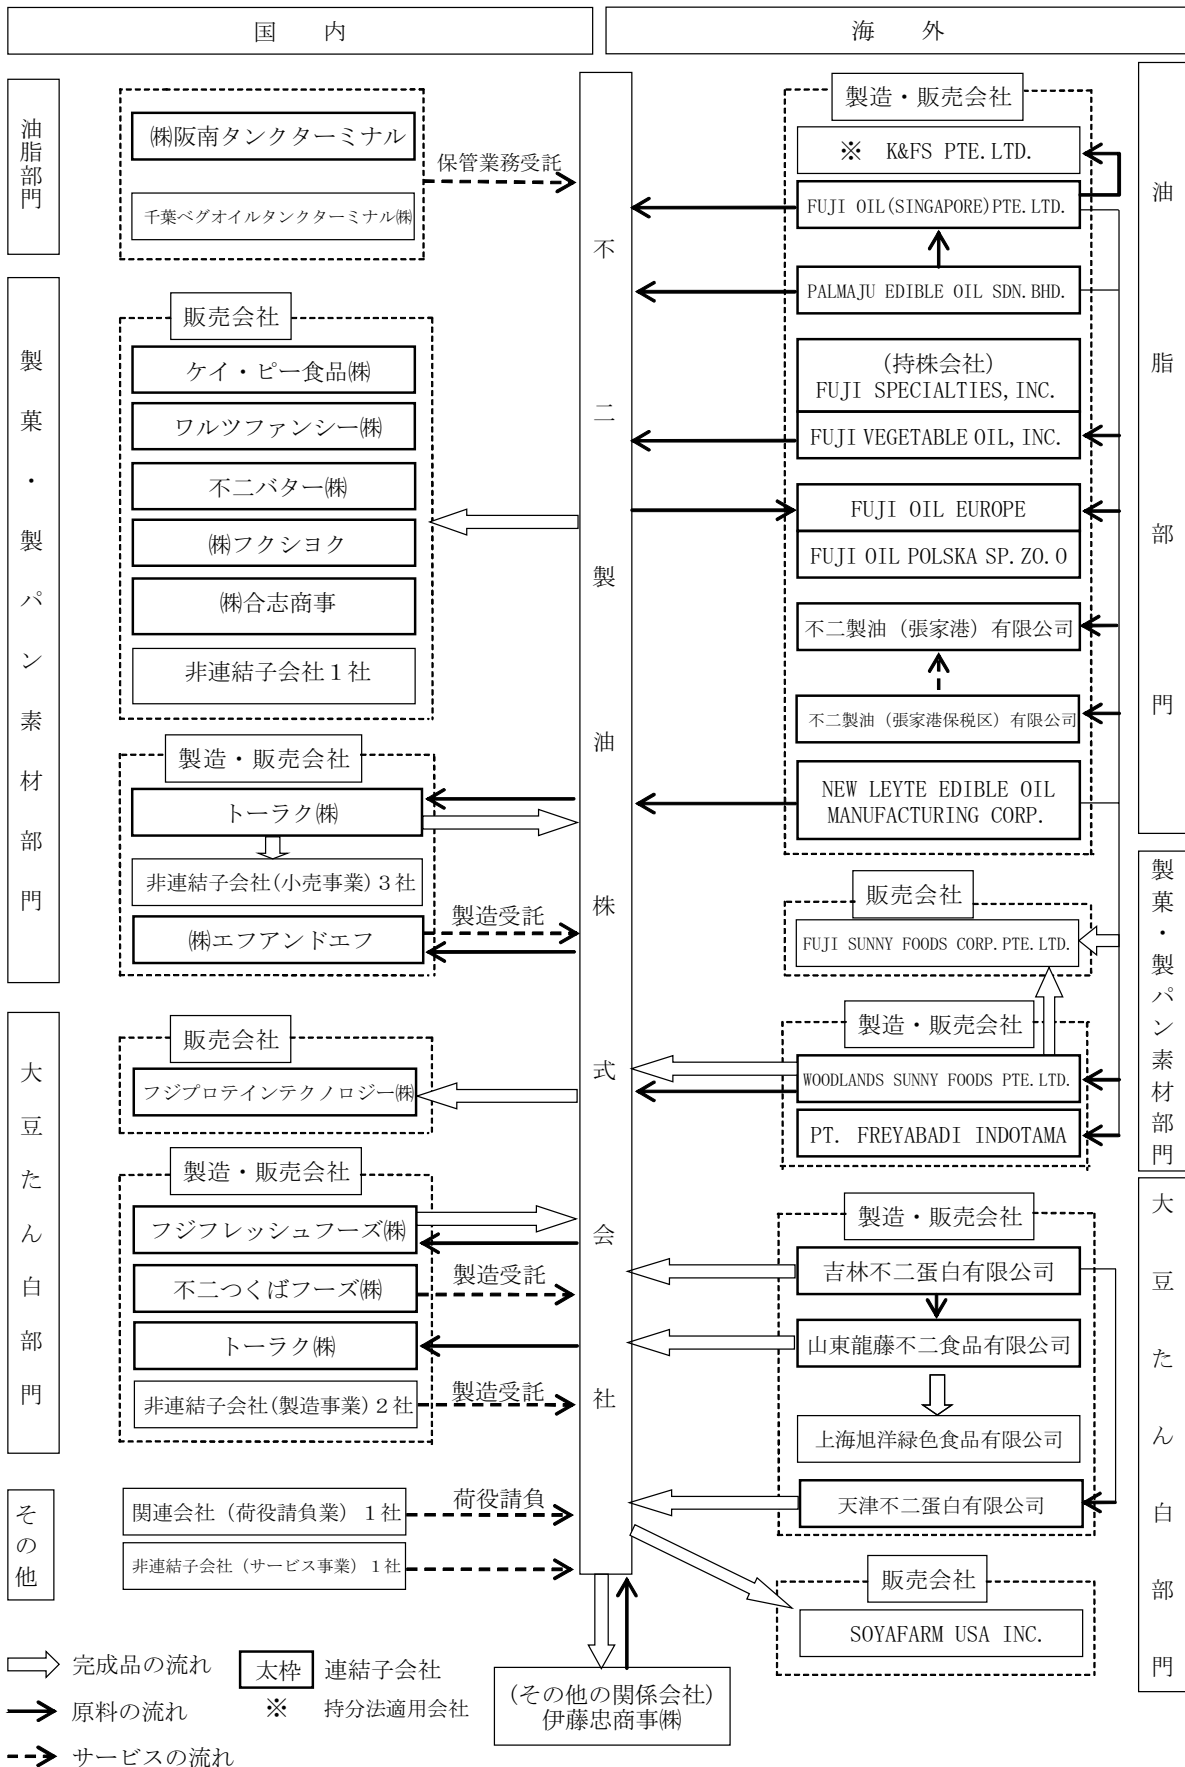 国　内
海　外
油脂部門
㈱阪南タンクターミナル
千葉ベグオイルタンクターミナル㈱
保管業務受託
製菓・製パン素材部門
販売会社
ケイ・ピー食品㈱
ワルツファンシー㈱
不二バター㈱
㈱フクシヨク
㈱合志商事
非連結子会社１社
製造・販売会社
トーラク㈱
非連結子会社(小売事業)３社
㈱エフアンドエフ
製造受託
大豆たん白部門
販売会社
フジプロテインテクノロジー㈱
製造・販売会社
フジフレッシュフーズ㈱
不二つくばフーズ㈱
製造受託
トーラク㈱
非連結子会社(製造事業)２社
製造受託
その他
関連会社（荷役請負業）１社
荷役請負
非連結子会社（サービス事業）１社
不二製油株式会社
油脂部門
製造・販売会社
※　K&FS PTE.LTD.
FUJI OIL(SINGAPORE)PTE.LTD.
PALMAJU EDIBLE OIL SDN.BHD.
(持株会社)
FUJI SPECIALTIES,INC.
FUJI VEGETABLE OIL,INC.
FUJI OIL EUROPE
FUJI OIL POLSKA SP.ZO.O
不二製油（張家港）有限公司
不二製油（張家港保税区）有限公司
NEW LEYTE EDIBLE OIL
MANUFACTURING CORP.
製菓・製パン素材部門
販売会社
FUJI SUNNY FOODS CORP.PTE.LTD.
製造・販売会社
WOODLANDS SUNNY FOODS PTE.LTD.
PT. FREYABADI INDOTAMA
大豆たん白部門
製造・販売会社
吉林不二蛋白有限公司
山東龍藤不二食品有限公司
上海旭洋緑色食品有限公司
天津不二蛋白有限公司
販売会社
SOYAFARM USA INC.
(その他の関係会社)
伊藤忠商事㈱
完成品の流れ
太枠　連結子会社
原料の流れ
※　持分法適用会社
サービスの流れ